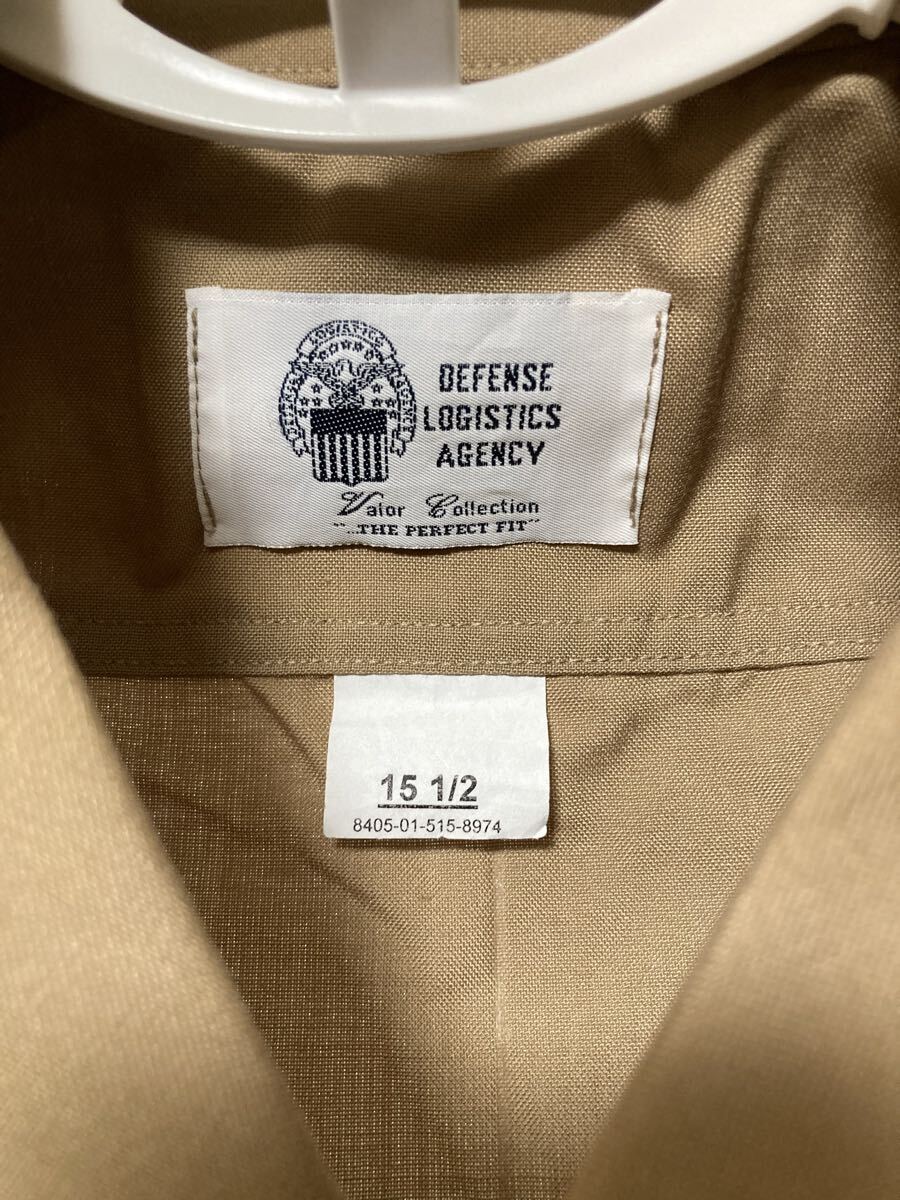 DEFENSE
LOGISTICS
AGENCY
Valor Collection
"...THE PERFECT FIT"
15 1/2
8405-01-515-8974